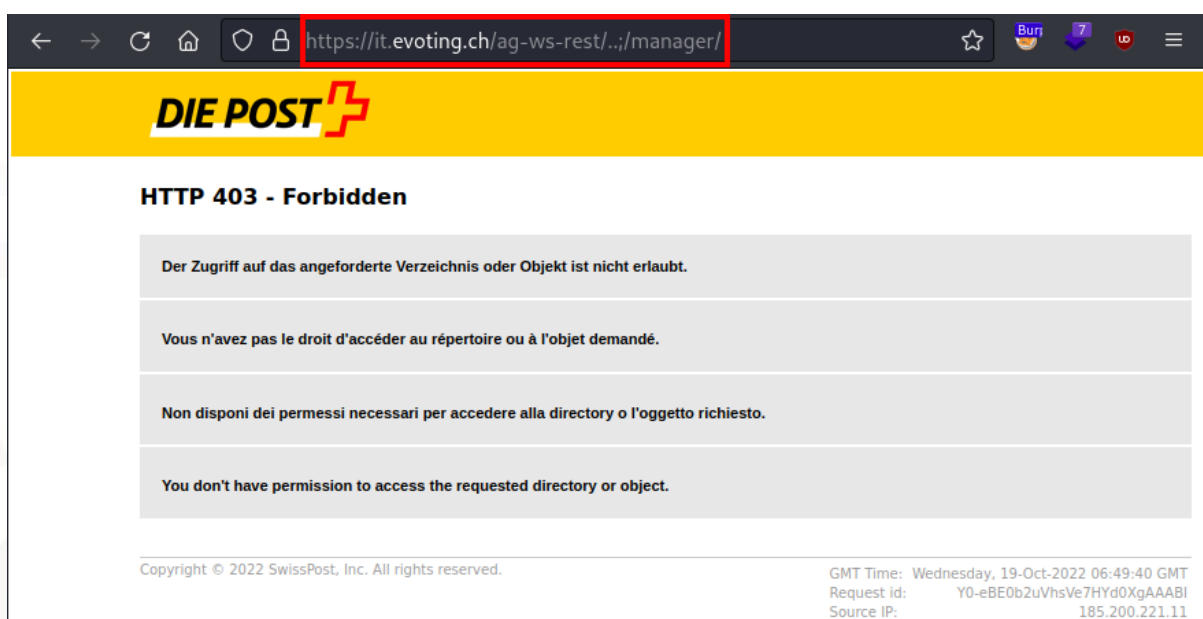 https://it.evoting.ch/ag-ws-rest/..;/manager/
Bur
7
UD
DIE POST
HTTP 403 - Forbidden
Der Zugriff auf das angeforderte Verzeichnis oder Objekt ist nicht erlaubt.
Vous n'avez pas le droit d'accéder au répertoire ou à l'objet demandé.
Non disponi dei permessi necessari per accedere alla directory o l'oggetto richiesto.
You don't have permission to access the requested directory or object.
Copyright © 2022 SwissPost, Inc. All rights reserved.
GMT Time: Wednesday, 19-Oct-2022 06:49:40 GMT
Request id: Y0-eBE0b2uVhsVe7HYd0XgAAABI
Source IP: 185.200.221.11